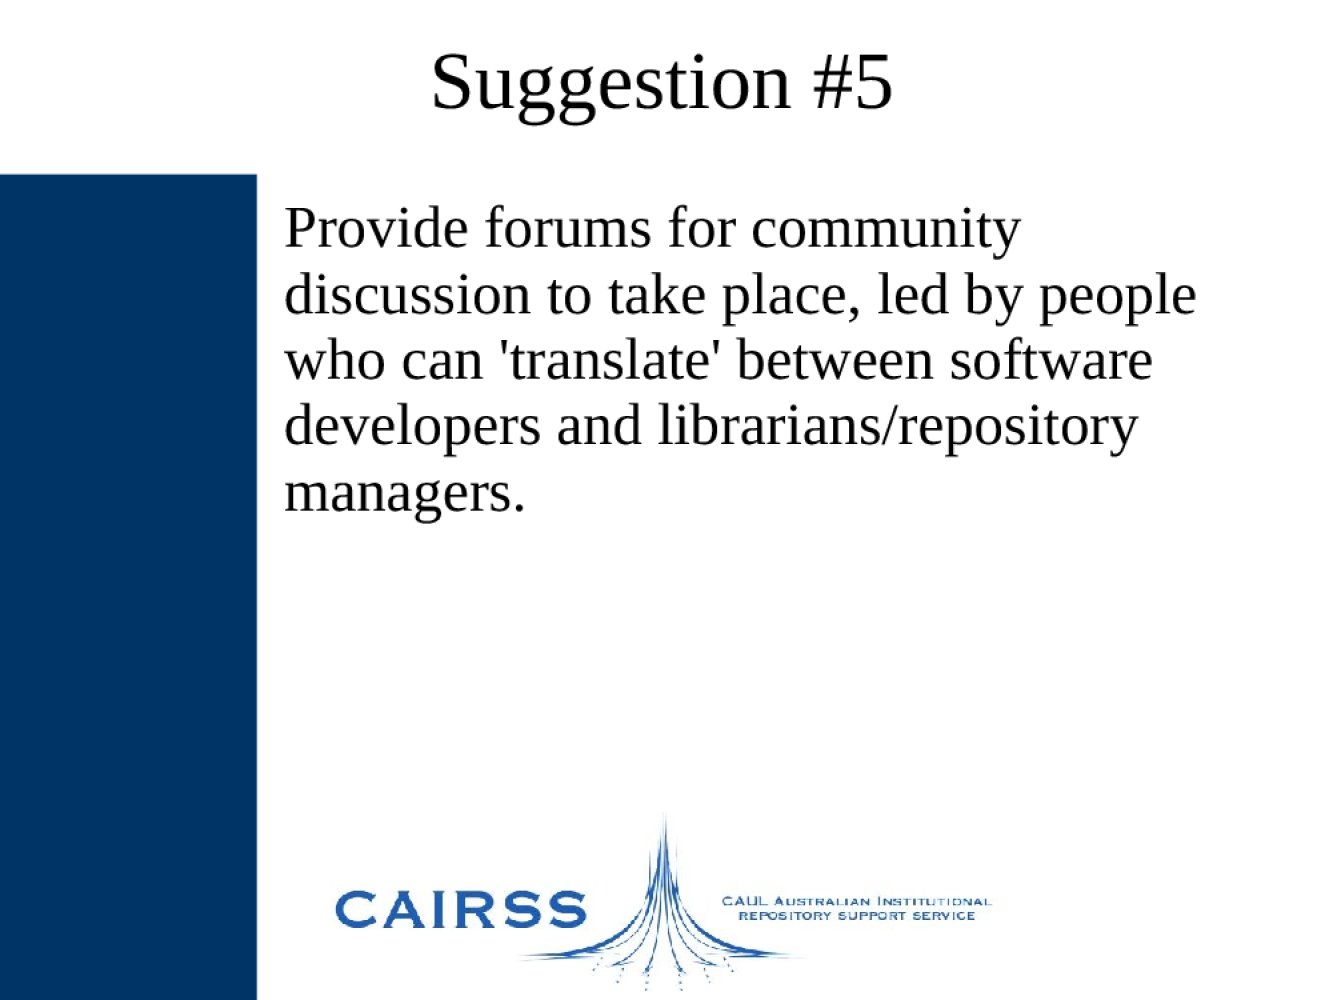 Suggestion #5
Provide forums for community
discussion to take place, led by people
who can 'translate' between software
developers and librarians/repository
managers.
CAIRSS
CAUL Australian Institutional
Repository Support Service